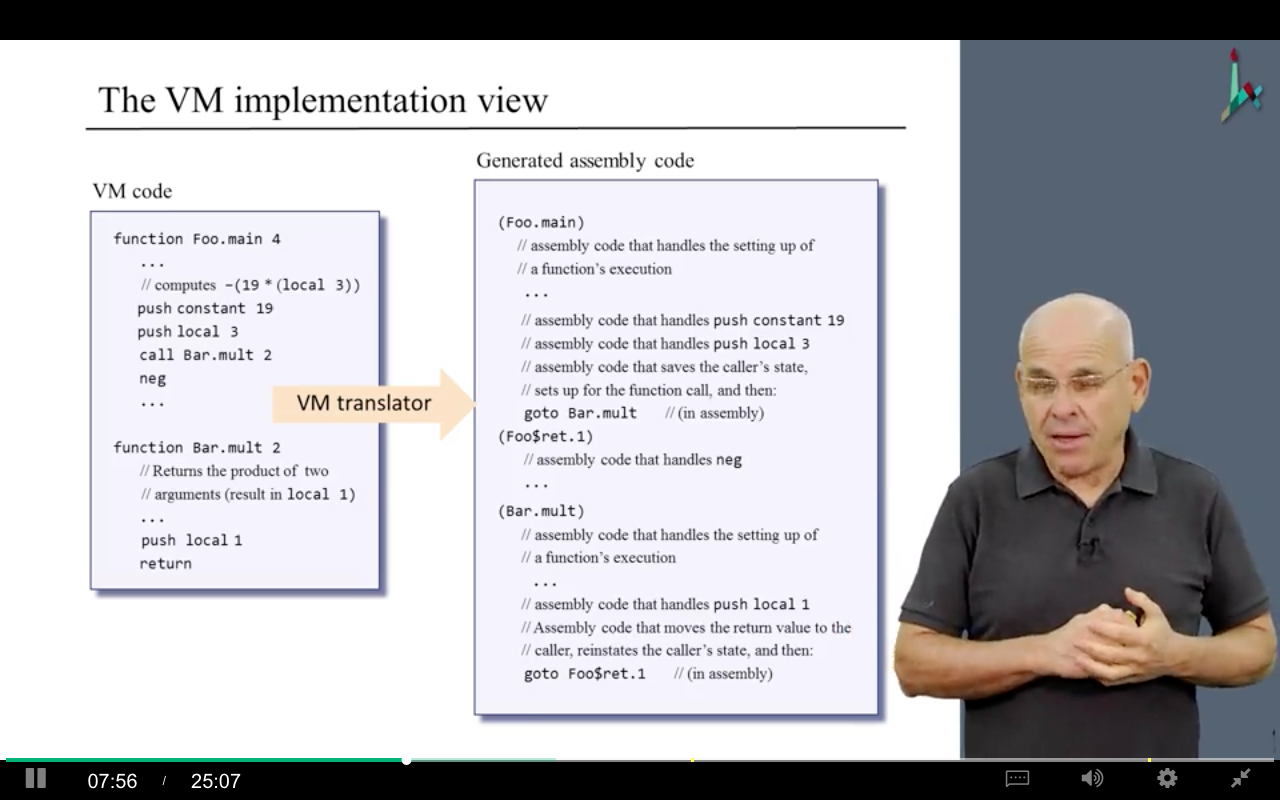 The VM implementation view
VM code
function Foo.main 4
...
// computes -(19 * (local 3))
push constant 19
push local 3
call Bar.mult 2
neg
...
function Bar.mult 2
// Returns the product of two
// arguments (result in local 1)
...
push local 1
return
VM translator
Generated assembly code
(Foo.main)
// assembly code that handles the setting up of
// a function’s execution
...
// assembly code that handles push constant 19
// assembly code that handles push local 3
// assembly code that saves the caller’s state,
// sets up for the function call, and then:
goto Bar.mult // (in assembly)
(Foo$ret.1)
// assembly code that handles neg
...
(Bar.mult)
// assembly code that handles the setting up of
// a function’s execution
...
// assembly code that handles push local 1
// Assembly code that moves the return value to the
// caller, reinstates the caller’s state, and then:
goto Foo$ret.1 // (in assembly)
07:56 / 25:07